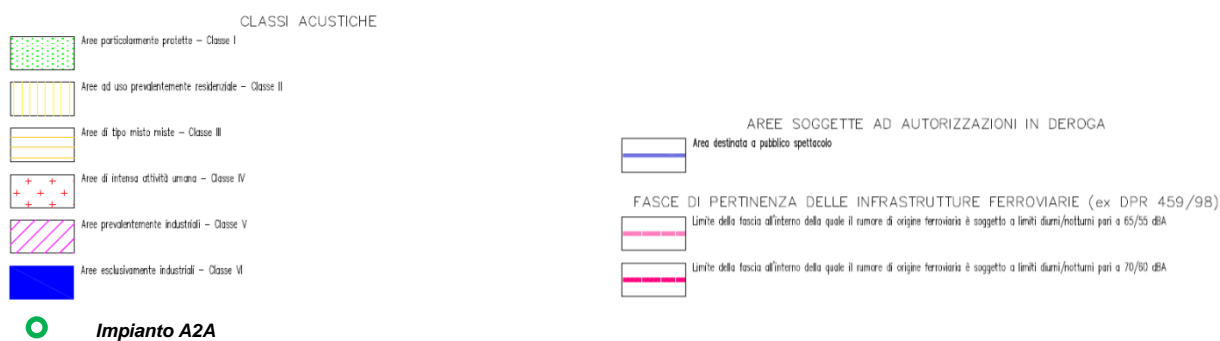 CLASSI ACUSTICHE
Aree particolarmente protette – Classe I
Aree ad uso prevalentemente residenziale – Classe II
Aree di tipo misto miste – Classe III
Aree di intensa attività umana – Classe IV
Aree prevalentemente industriali – Classe V
Aree esclusivamente industriali – Classe VI
Impianto A2A
AREE SOGGETTE AD AUTORIZZAZIONI IN DEROGA
Area destinata a pubblico spettacolo
FASCE DI PERTINENZA DELLE INFRASTRUTTURE FERROVIARIE (ex DPR 459/98)
Limite della fascia all'interno della quale il rumore di origine ferroviaria è soggetto a limiti diurni/notturni pari a 65/55 dBA
Limite della fascia all'interno della quale il rumore di origine ferroviaria è soggetto a limiti diurni/notturni pari a 70/60 dBA